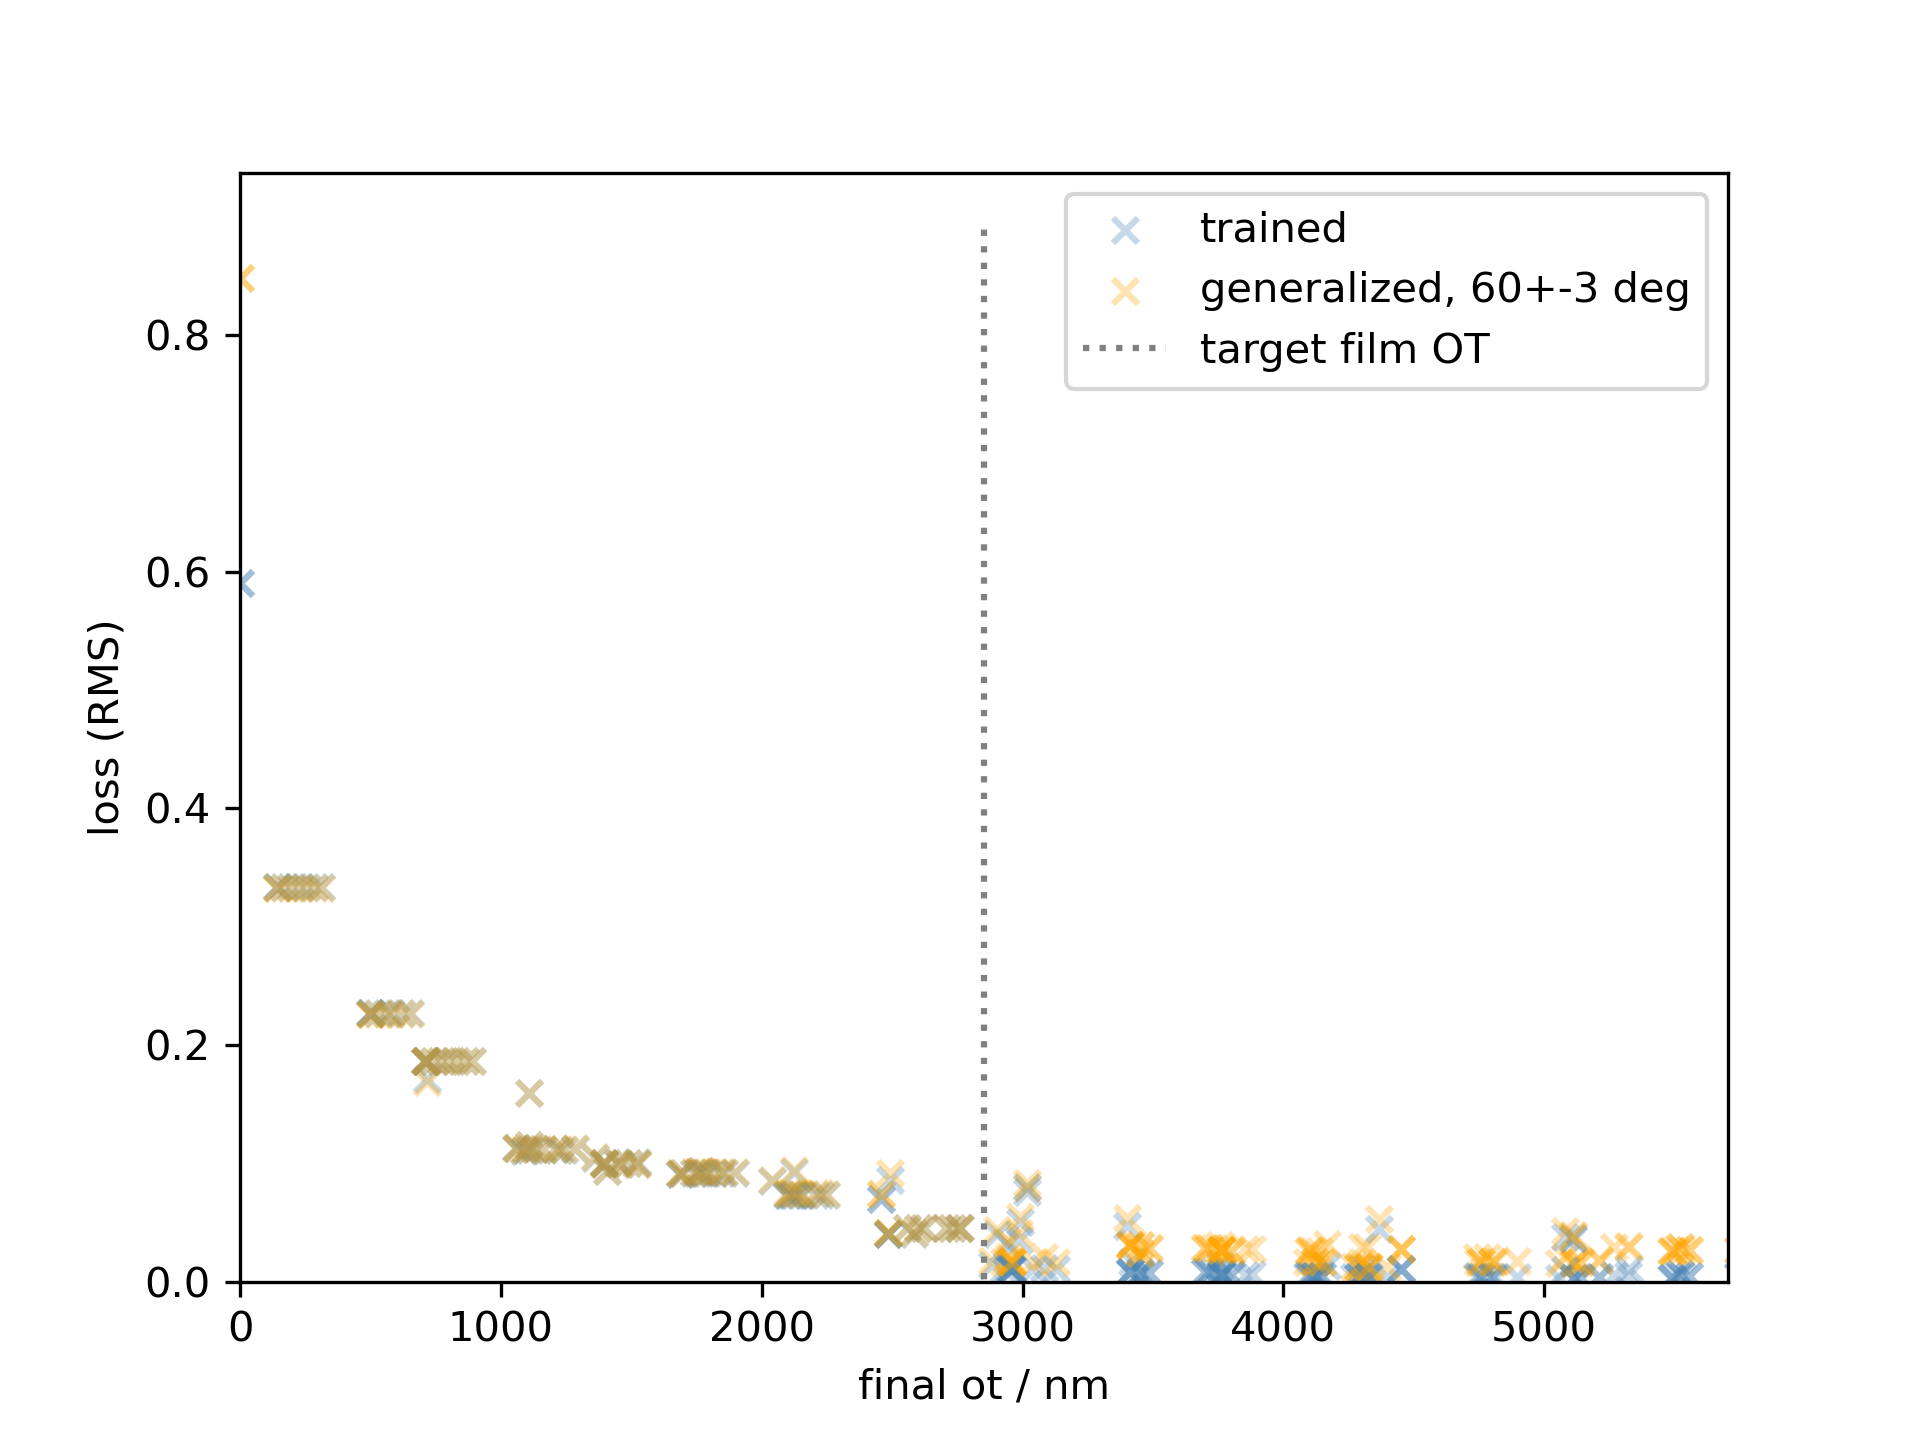 trained
generalized, 60+-3 deg
target film OT
0.8
0.6
0.4
0.2
0.0
loss (RMS)
0 1000 2000 3000 4000 5000
final ot / nm